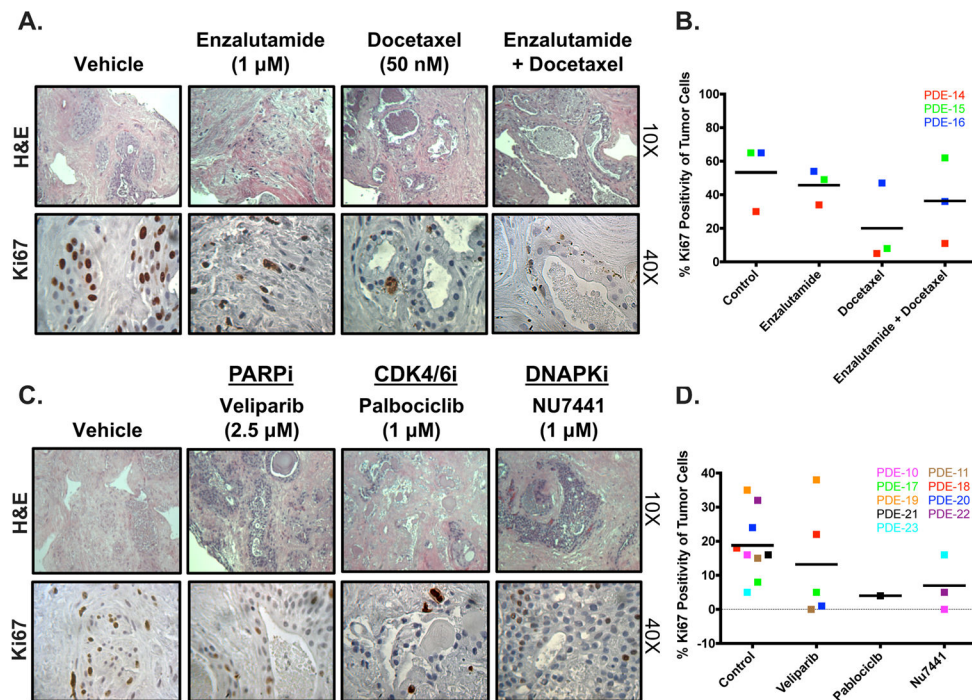 A.
Vehicle
Enzalutamide
(1 µM)
Docetaxel
(50 nM)
Enzalutamide
+ Docetaxel
H&E
10X
Ki67
40X
B.
% Ki67 Positivity of Tumor Cells
100
80
60
40
20
0
PDE-14
PDE-15
PDE-16
Control
Enzalutamide
Docetaxel
Enzalutamide + Docetaxel
C.
Vehicle
PARPi
Veliparib
(2.5 µM)
CDK4/6i
Palbociclib
(1 µM)
DNAPKi
NU7441
(1 µM)
H&E
10X
Ki67
40X
D.
% Ki67 Positivity of Tumor Cells
40
30
20
10
0
-10
PDE-10 PDE-11
PDE-17 PDE-18
PDE-19 PDE-20
PDE-21 PDE-22
PDE-23
Control
Veliparib
Pablociclib
Nu7441